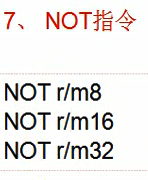 7、 NOT指令
NOT r/m8
NOT r/m16
NOT r/m32